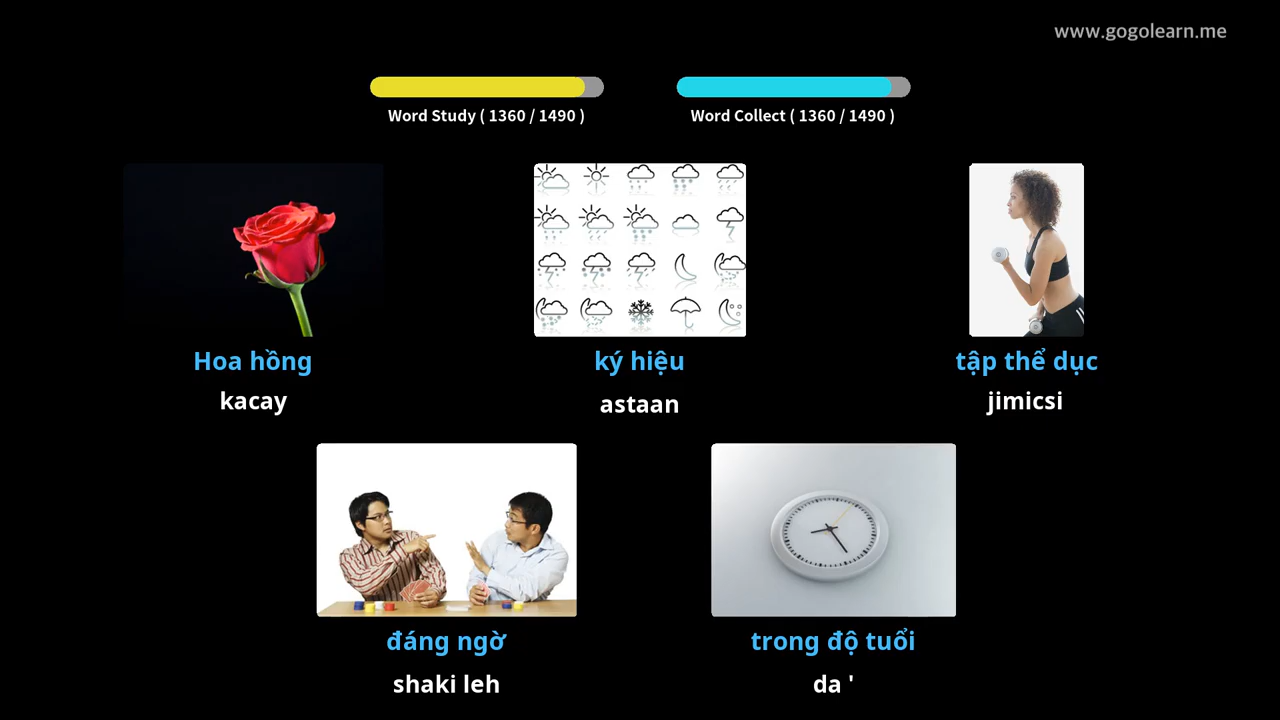 www.gogolearn.me
Word Study ( 1360 / 1490 )
Word Collect ( 1360 / 1490 )
Hoa hồng
kacay
ký hiệu
astaan
tập thể dục
jimicsi
đáng ngờ
shaki leh
trong độ tuổi
da '